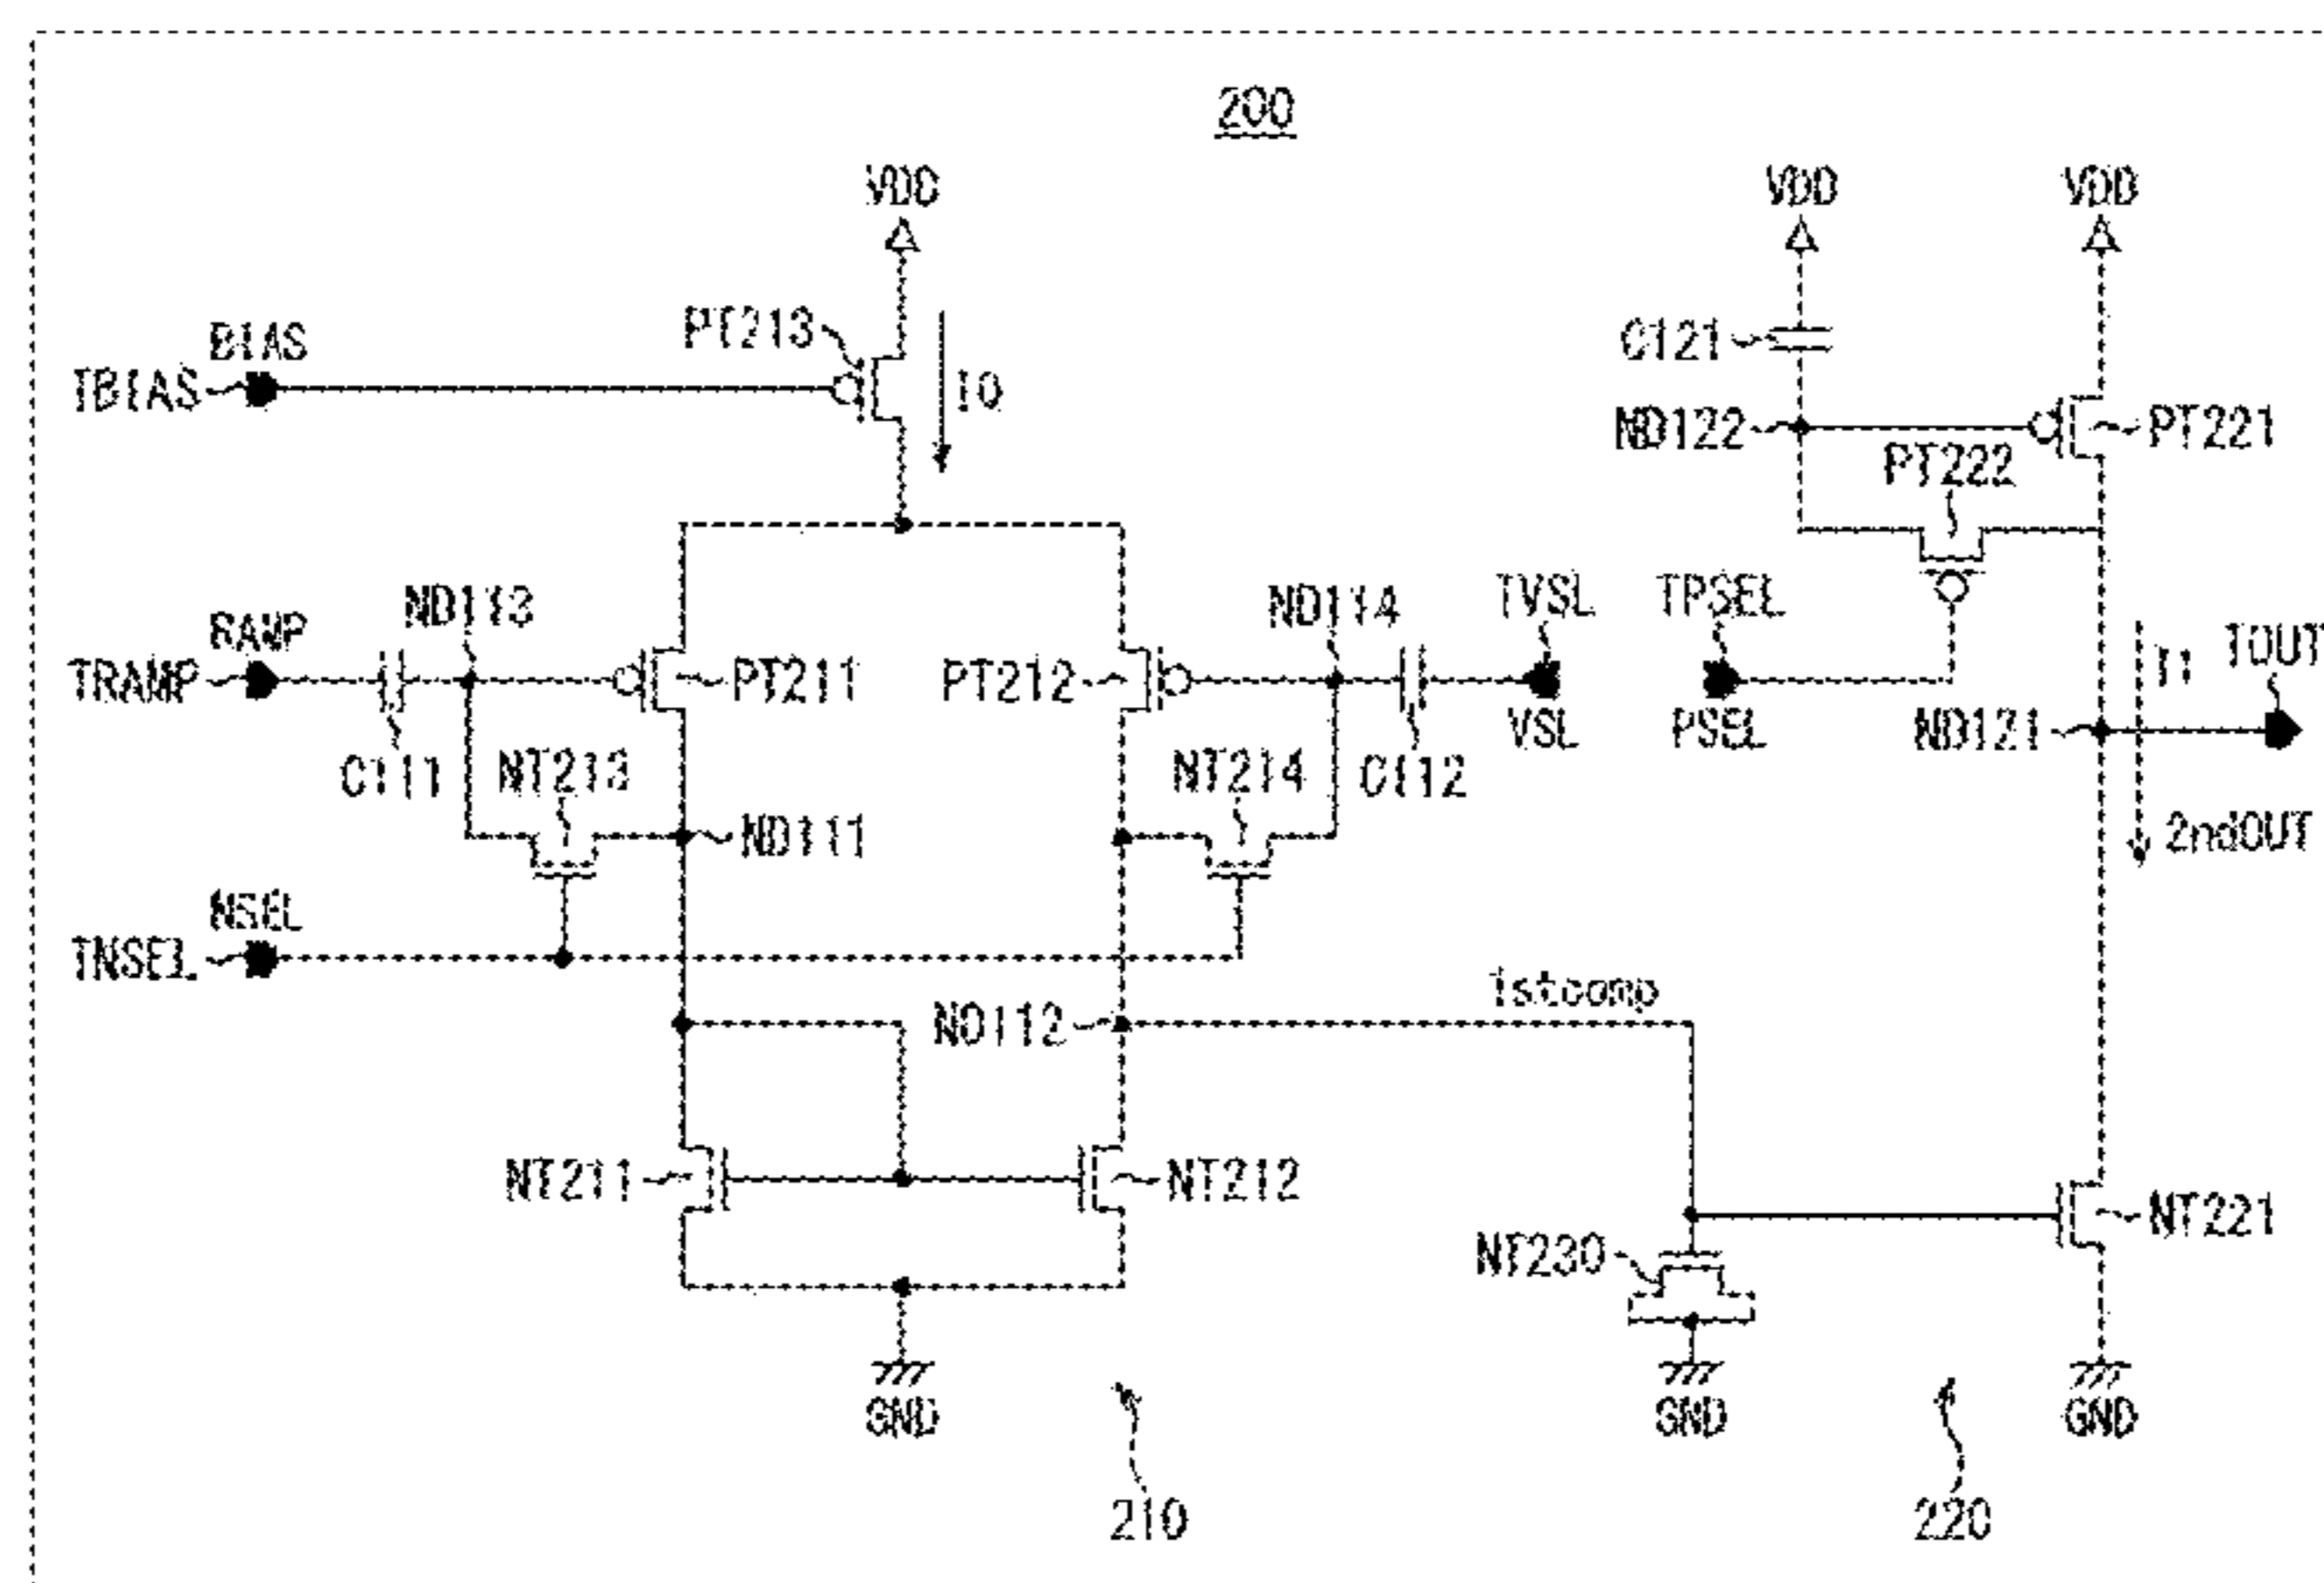 200
VDD
VDD
VDD
PT213
BIAS
TBIAS
I0
C121
ND122
PT221
PT222
ND113
ND114
TVSL
TPSEL
RAMP
TRAMP
PT211
PT212
I1
TOUT
VSL
PSEL
ND121
C111
NT213
NT214
C112
ND111
2ndOUT
NSEL
TNSEL
1stcomp
ND112
NT211
NT212
NT221
NT230
GND
GND
GND
210
220